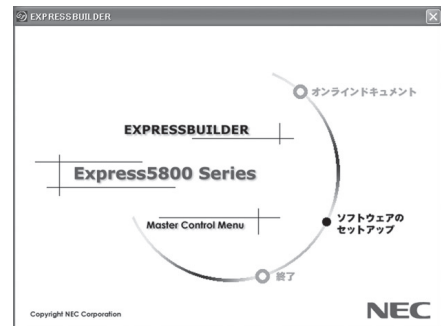 EXPRESSBUILDER
オンラインドキュメント
EXPRESSBUILDER
Express5800 Series
ソフトウェアの
セットアップ
Master Control Menu
終了
Copyright NEC Corporation
NEC